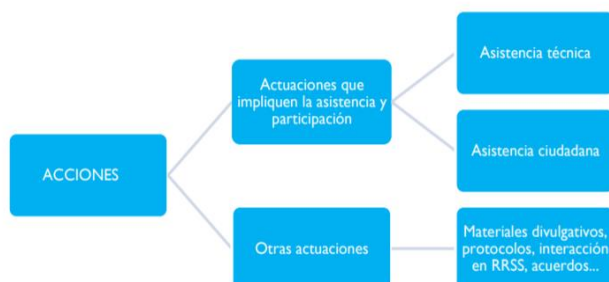 ACCIONES
Actuaciones que
impliquen la asistencia y
participación
Asistencia técnica
Asistencia ciudadana
Otras actuaciones
Materiales divulgativos,
protocolos, interacción
en RRSS, acuerdos...